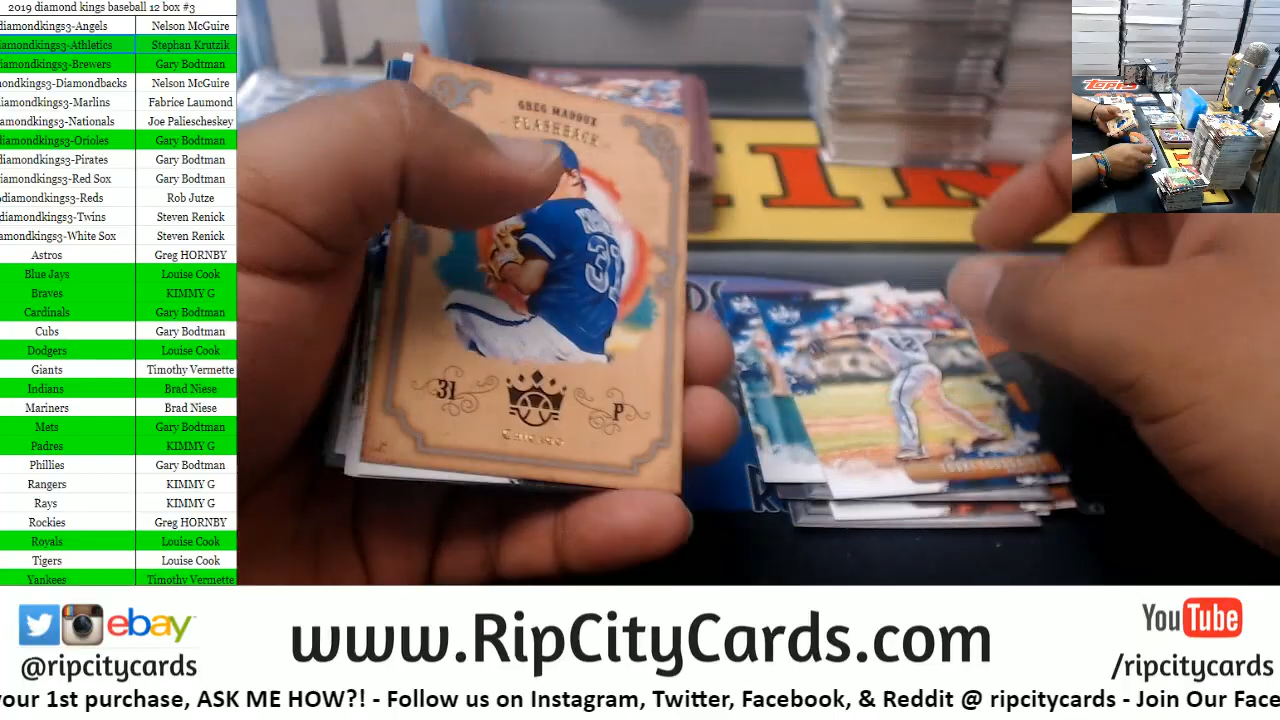 2019 diamond kings baseball 12 box #3
diamondkings3-Angels Nelson McGuire
diamondkings3-Athletics Stephan Krutzik
diamondkings3-Brewers Gary Bodtman
mondkings3-Diamondbacks Nelson McGuire
diamondkings3-Marlins Fabrice Laumond
diamondkings3-Nationals Joe Paliescheskey
diamondkings3-Orioles Gary Bodtman
diamondkings3-Pirates Gary Bodtman
diamondkings3-Red Sox Gary Bodtman
diamondkings3-Reds Rob Jutze
diamondkings3-Twins Steven Renick
amondkings3-White Sox Steven Renick
Astros Greg HORNBY
Blue Jays Louise Cook
Braves KIMMY G
Cardinals Gary Bodtman
Cubs Gary Bodtman
Dodgers Louise Cook
Giants Timothy Vermette
Indians Brad Niese
Mariners Brad Niese
Mets Gary Bodtman
Padres KIMMY G
Phillies Gary Bodtman
Rangers KIMMY G
Rays KIMMY G
Rockies Greg HORNBY
Royals Louise Cook
Tigers Louise Cook
Yankees Timothy Vermette
GREG MADDUX
FLASHBACK
31
31 P
Chicago
Topps
ebay
@ripcitycards
www.RipCityCards.com
YouTube
/ripcitycards
your 1st purchase, ASK ME HOW?! - Follow us on Instagram, Twitter, Facebook, & Reddit @ ripcitycards - Join Our Face